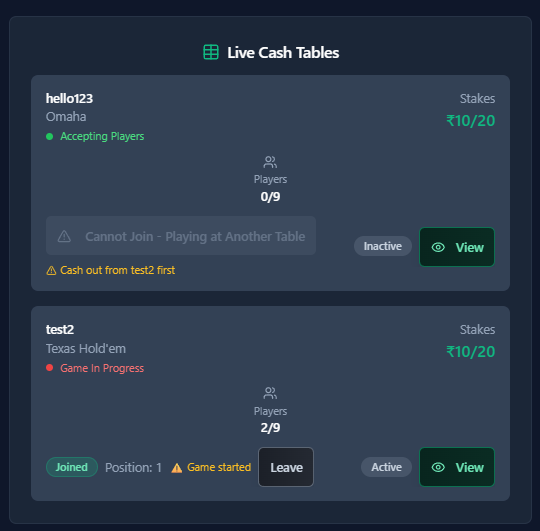 Live Cash Tables
hello123
Stakes
Omaha
₹10/20
Accepting Players
Players
0/9
Cannot Join - Playing at Another Table
Inactive
View
Cash out from test2 first
test2
Stakes
Texas Hold'em
₹10/20
Game In Progress
Players
2/9
Joined
Position: 1
Game started
Leave
Active
View